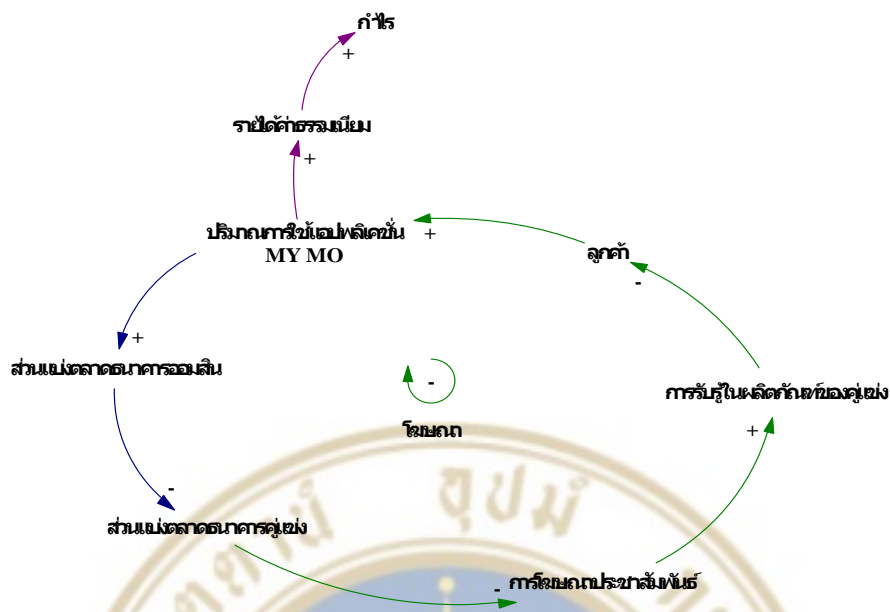 กำไร
+
รายได้ค่าธรรมเนียม
+
ปริมาณการใช้แอปพลิเคชั่น
MY MO
+
ลูกค้า
-
+
ส่วนแบ่งตลาดธนาคารออมสิน
-
การรับรู้ในผลิตภัณฑ์ของคู่แข่ง
+
โฆษณา
-
ส่วนแบ่งตลาดธนาคารคู่แข่ง
-
การโฆษณาประชาสัมพันธ์
อุปมํ